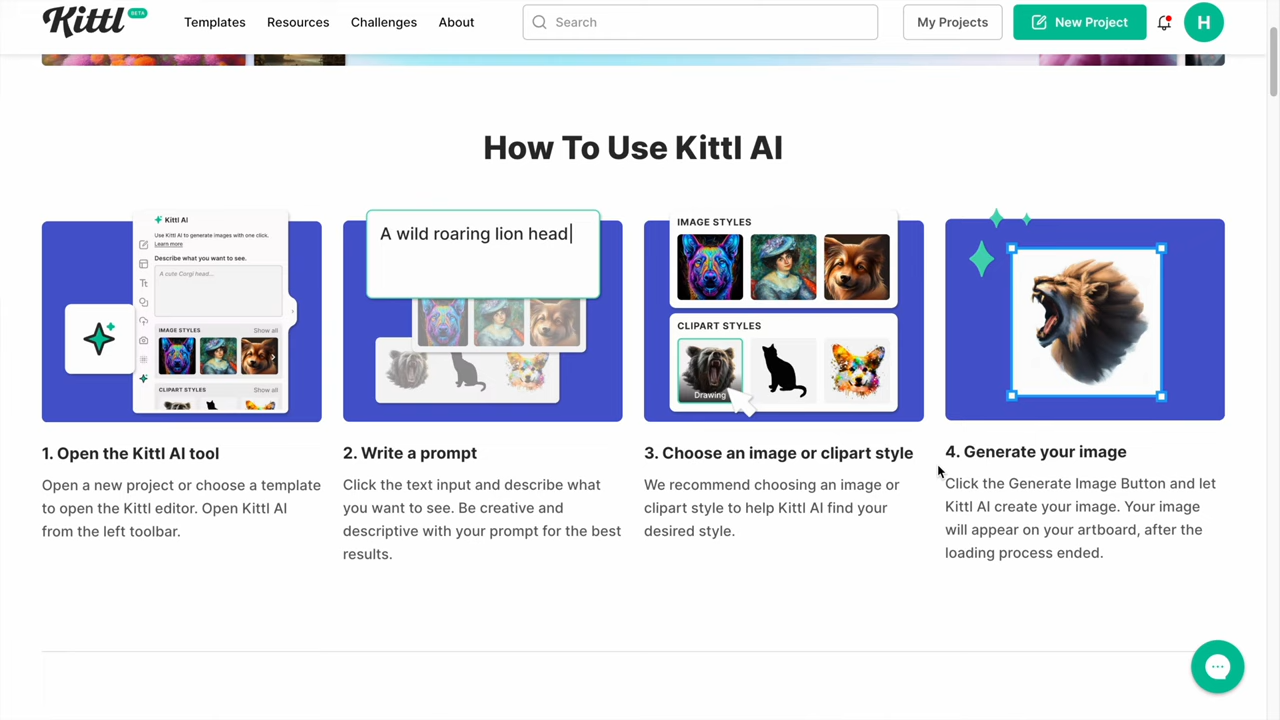 Kittl BETA
Templates
Resources
Challenges
About
Search
My Projects
New Project
H
How To Use Kittl AI
Kittl AI
Use Kittl AI to generate images with one click.
Learn more
Describe what you want to see.
A cute Corgi head...
Tt
IMAGE STYLES
Show all
CLIPART STYLES
Show all
A wild roaring lion head
IMAGE STYLES
CLIPART STYLES
Drawing
1. Open the Kittl AI tool
Open a new project or choose a template
to open the Kittl editor. Open Kittl AI
from the left toolbar.
2. Write a prompt
Click the text input and describe what
you want to see. Be creative and
descriptive with your prompt for the best
results.
3. Choose an image or clipart style
We recommend choosing an image or
clipart style to help Kittl AI find your
desired style.
4. Generate your image
Click the Generate Image Button and let
Kittl AI create your image. Your image
will appear on your artboard, after the
loading process ended.